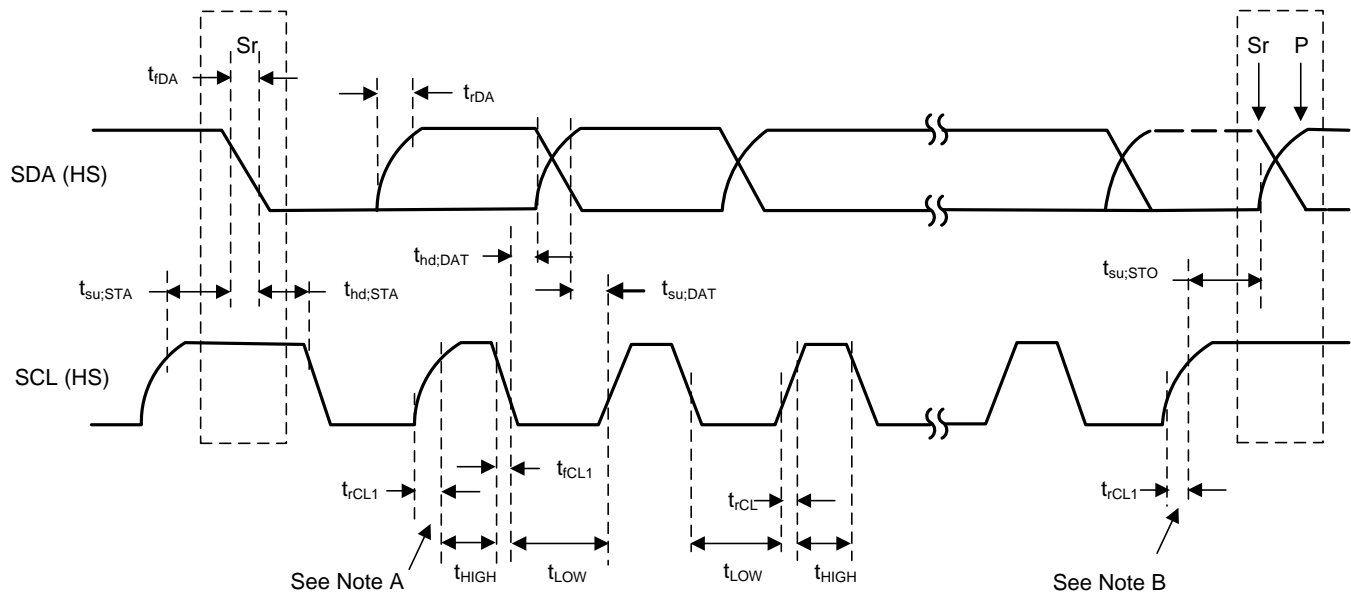 Sr
Sr P
tfDA
trDA
SDA (HS)
thd;DAT
tsu;STO
tsu;STA
thd;STA
tsu;DAT
SCL (HS)
tfCL1
trCL1
trCL
trCL1
tHIGH
tLOW
tLOW
tHIGH
See Note A
See Note B